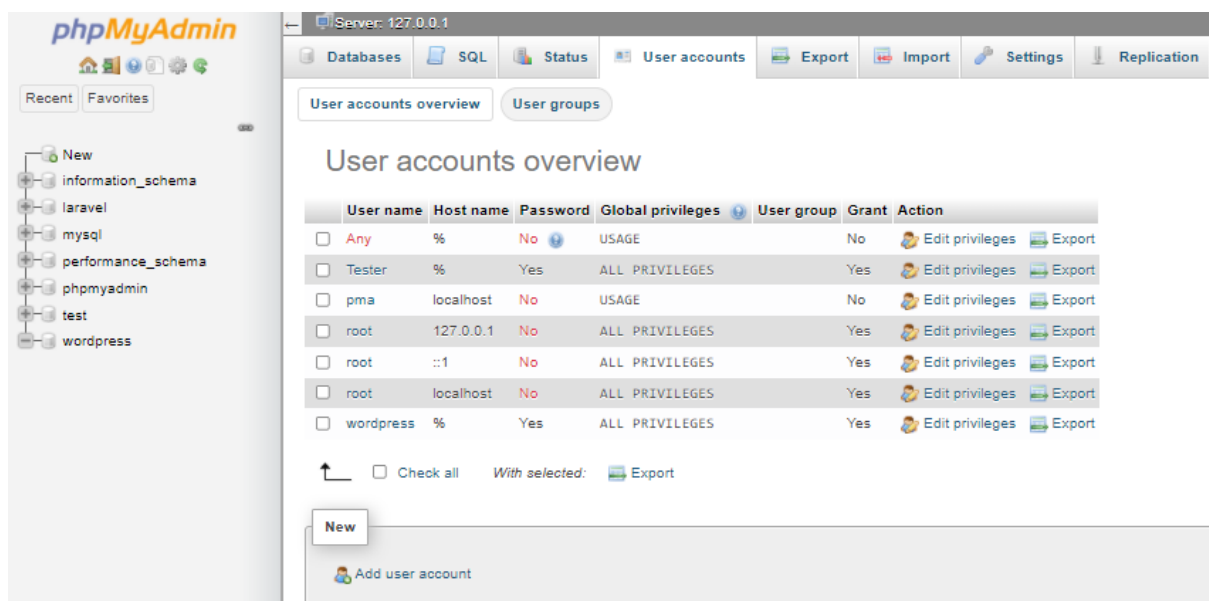 phpMyAdmin
Recent Favorites
New
information_schema
laravel
mysql
performance_schema
phpmyadmin
test
wordpress
Server: 127.0.0.1
Databases SQL Status User accounts Export Import Settings Replication
User accounts overview User groups
User accounts overview
User name Host name Password Global privileges User group Grant Action
Any % No USAGE No Edit privileges Export
Tester % Yes ALL PRIVILEGES Yes Edit privileges Export
pma localhost No USAGE No Edit privileges Export
root 127.0.0.1 No ALL PRIVILEGES Yes Edit privileges Export
root ::1 No ALL PRIVILEGES Yes Edit privileges Export
root localhost No ALL PRIVILEGES Yes Edit privileges Export
wordpress % Yes ALL PRIVILEGES Yes Edit privileges Export
Check all With selected: Export
New
Add user account